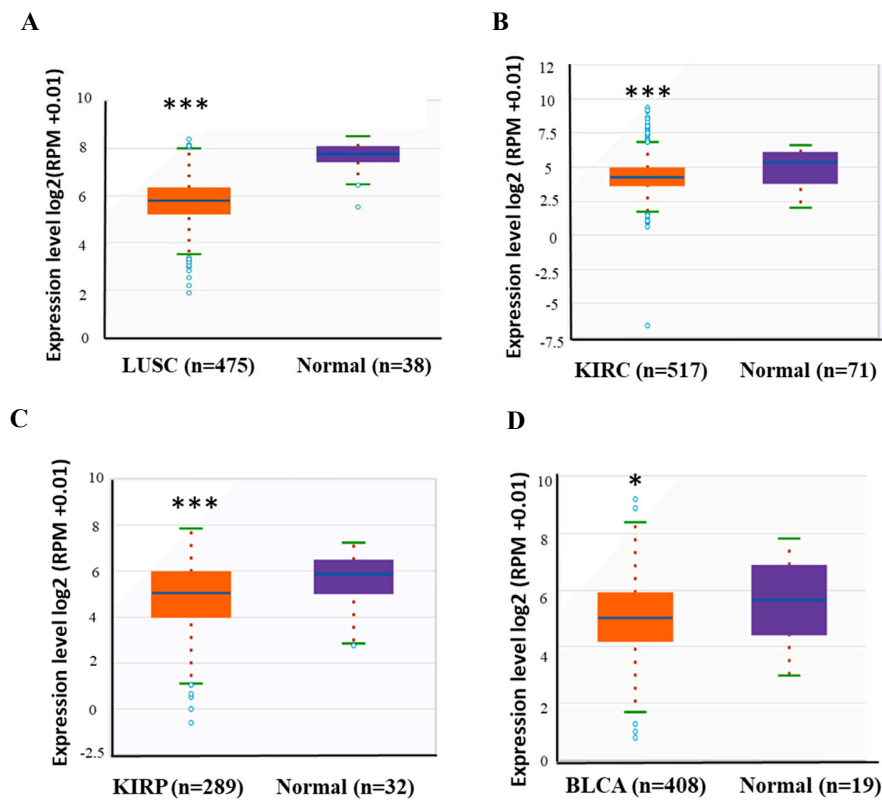 A
Expression level log2(RPM +0.01)
10
8
6
4
2
0
***
LUSC (n=475)
Normal (n=38)
B
Expression level log2 (RPM +0.01)
12
10
7.5
5
2.5
0
-2.5
-5
-7.5
***
KIRC (n=517)
Normal (n=71)
C
Expression level log2 (RPM +0.01)
10
8
6
4
2
0
-2.5
***
KIRP (n=289)
Normal (n=32)
D
Expression level log2 (RPM +0.01)
10
8
6
4
2
0
*
BLCA (n=408)
Normal (n=19)